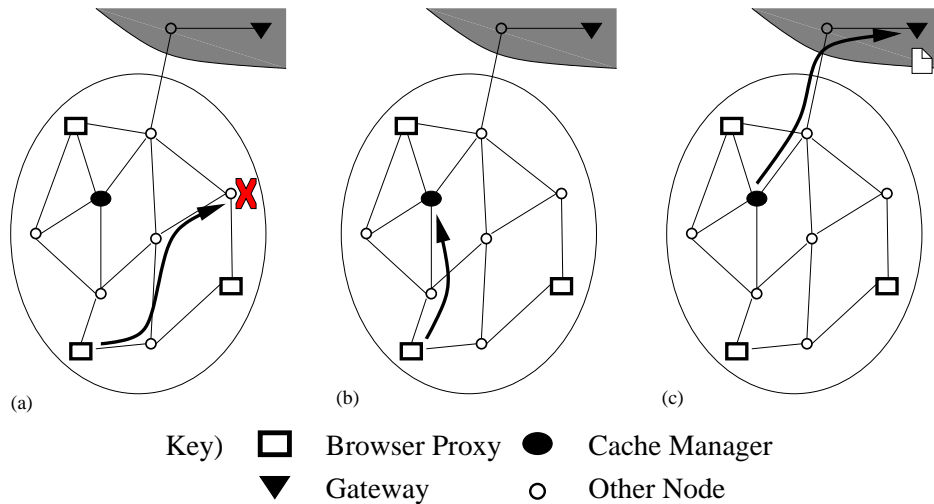 X
(a)
(b)
(c)
Key) Browser Proxy Cache Manager
Gateway Other Node